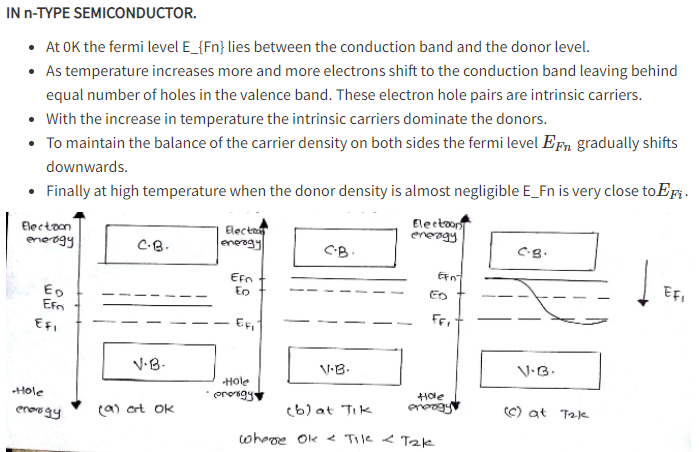 IN n-TYPE SEMICONDUCTOR.
• At 0K the fermi level E_{Fn} lies between the conduction band and the donor level.
• As temperature increases more and more electrons shift to the conduction band leaving behind
equal number of holes in the valence band. These electron hole pairs are intrinsic carriers.
• With the increase in temperature the intrinsic carriers dominate the donors.
• To maintain the balance of the carrier density on both sides the fermi level E_Fn gradually shifts
downwards.
• Finally at high temperature when the donor density is almost negligible E_Fn is very close to E_Fi.
Electron
energy
C.B.
ED
EFn
EFi
V.B.
Hole
energy
(a) at 0K
Electron
energy
C.B.
EFn
ED
EFi
V.B.
Hole
energy
(b) at T1K
Electron
energy
C.B.
EFn
ED
EFi
V.B.
Hole
energy
(c) at T2K
EFi
where 0K < T1K < T2K